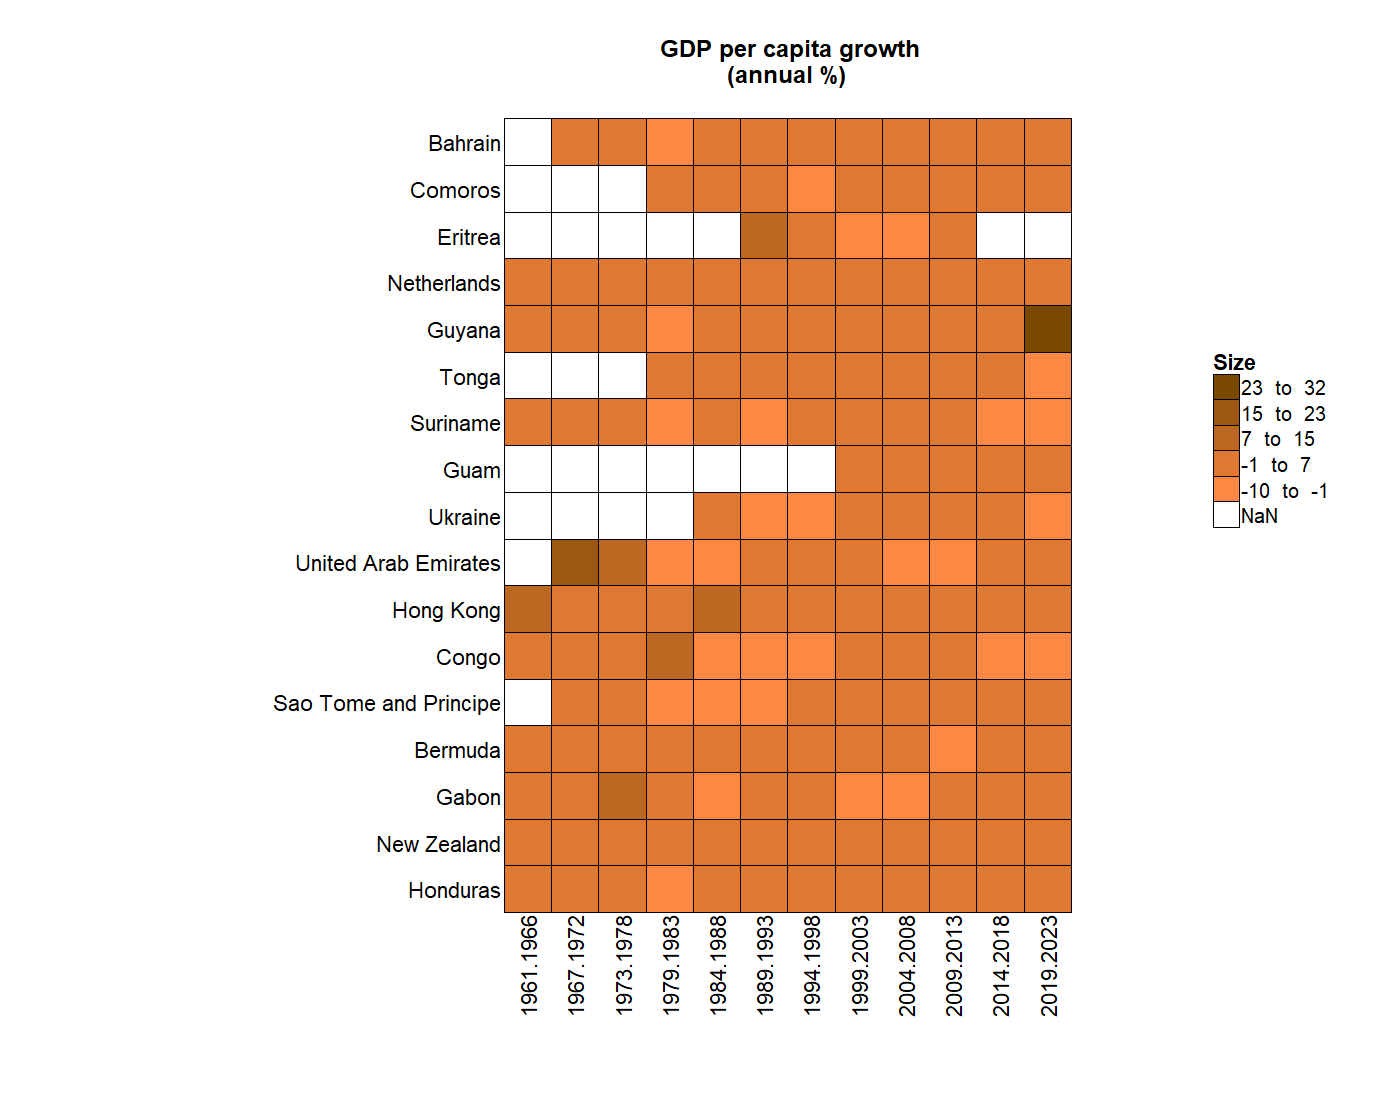 GDP per capita growth
(annual %)
Bahrain
Comoros
Eritrea
Netherlands
Guyana
Tonga
Suriname
Guam
Ukraine
United Arab Emirates
Hong Kong
Congo
Sao Tome and Principe
Bermuda
Gabon
New Zealand
Honduras
1961.1966
1967.1972
1973.1978
1979.1983
1984.1988
1989.1993
1994.1998
1999.2003
2004.2008
2009.2013
2014.2018
2019.2023
Size
23 to 32
15 to 23
7 to 15
-1 to 7
-10 to -1
NaN